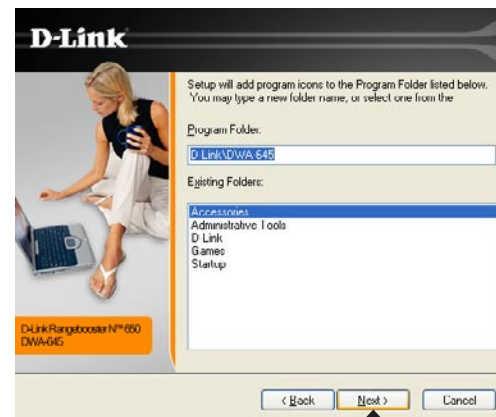 D-Link
Setup will add program icons to the Program Folder listed below.
You may type a new folder name, or select one from the
Program Folder:
D Link\DWA 645
Existing Folders:
Accessories
Administrative Tools
D Link
Games
Startup
D-Link Rangebooster N™ 650
DWA-645
< Back
Next >
Cancel